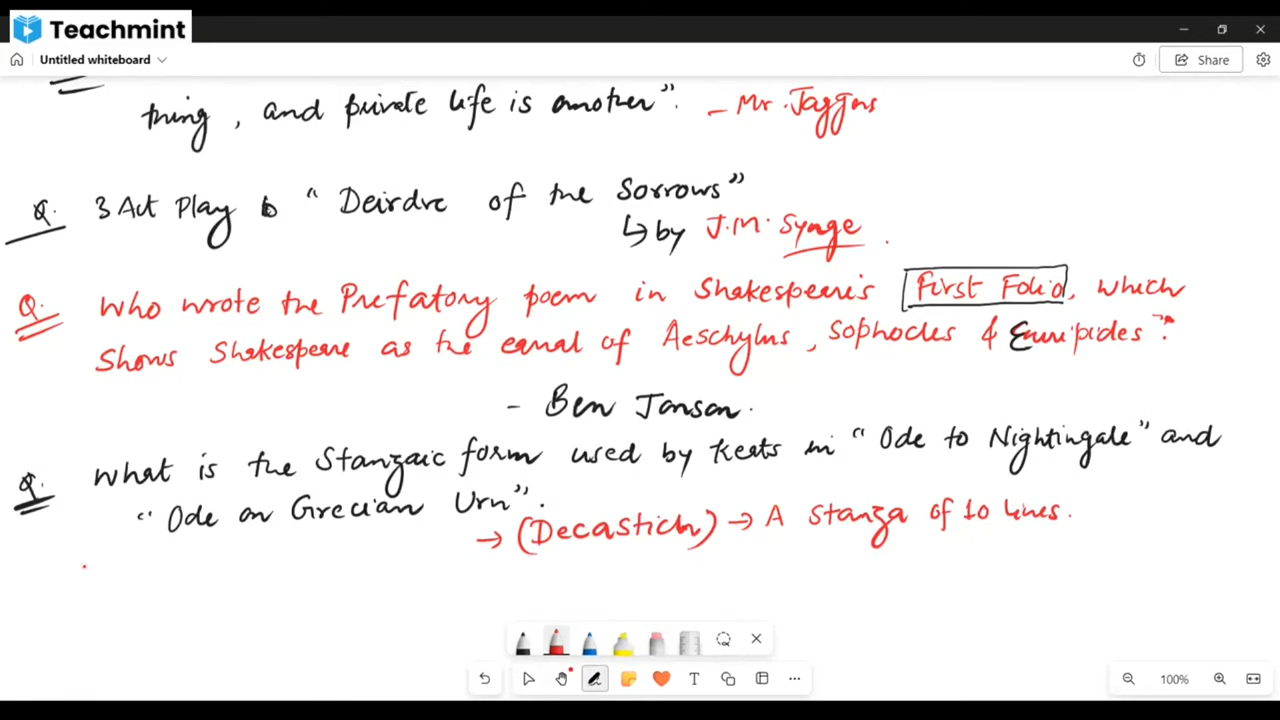 Teachmint
Untitled whiteboard
Share
thing, and private life is another". - Mr. Jaggers
Q. 3 Act Play "Deirdre of the Sorrows"
↳ by J.M. Synge.
Q. Who wrote the Prefatory poem in Shakespeare's First Folio, which
shows Shakespeare as the equal of Aeschylus, Sophocles & Euripides"?
- Ben Jonson.
Q. What is the Stanzaic form used by Keats in "Ode to Nightingale" and
"Ode on Grecian Urn".
→ (Decastich) → A stanza of 10 lines.
100%